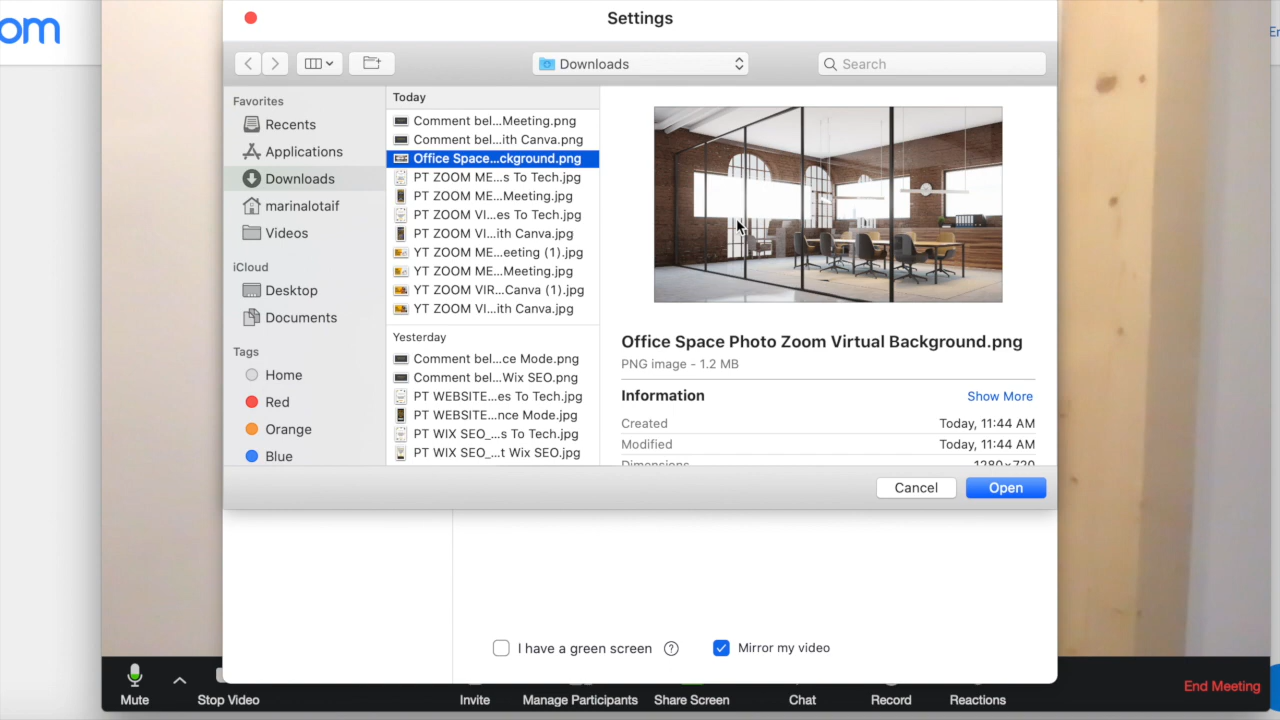 om
Settings
En
Downloads
Search
Favorites
Recents
Applications
Downloads
marinalotaif
Videos
iCloud
Desktop
Documents
Tags
Home
Red
Orange
Blue
Today
Comment bel...Meeting.png
Comment bel...ith Canva.png
Office Space...ckground.png
PT ZOOM ME...s To Tech.jpg
PT ZOOM ME...Meeting.jpg
PT ZOOM VI...es To Tech.jpg
PT ZOOM VI...ith Canva.jpg
YT ZOOM ME...eeting (1).jpg
YT ZOOM ME...Meeting.jpg
YT ZOOM VIR...Canva (1).jpg
YT ZOOM VI...ith Canva.jpg
Yesterday
Comment bel...ce Mode.png
Comment bel...Wix SEO.png
PT WEBSITE...es To Tech.jpg
PT WEBSITE...nce Mode.jpg
PT WIX SEO_...s To Tech.jpg
PT WIX SEO_...t Wix SEO.jpg
Office Space Photo Zoom Virtual Background.png
PNG image - 1.2 MB
Information Show More
Created Today, 11:44 AM
Modified Today, 11:44 AM
Dimensions 1280×720
Cancel Open
I have a green screen ? Mirror my video
Mute Stop Video Invite Manage Participants Share Screen Chat Record Reactions End Meeting